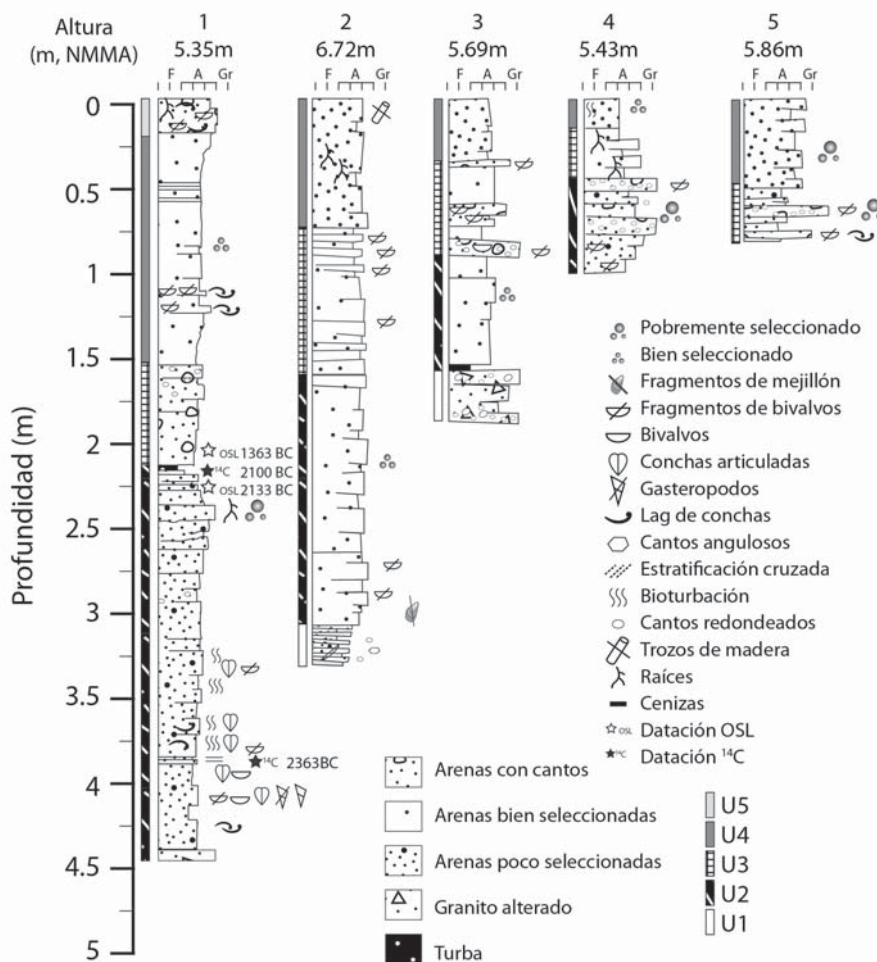 Altura
(m, NMMA)
1
5.35m
2
6.72m
3
5.69m
4
5.43m
5
5.86m
F A Gr
F A Gr
F A Gr
F A Gr
F A Gr
Profundidad (m)
0
0.5
1
1.5
2
2.5
3
3.5
4
4.5
5
OSL 1363 BC
14C 2100 BC
OSL 2133 BC
14C 2363BC
Pobremente seleccionado
Bien seleccionado
Fragmentos de mejillón
Fragmentos de bivalvos
Bivalvos
Conchas articuladas
Gasteropodos
Lag de conchas
Cantos angulosos
Estratificación cruzada
Bioturbación
Cantos redondeados
Trozos de madera
Raíces
Cenizas
OSL Datación OSL
14C Datación 14C
Arenas con cantos
Arenas bien seleccionadas
Arenas poco seleccionadas
Granito alterado
Turba
U5
U4
U3
U2
U1